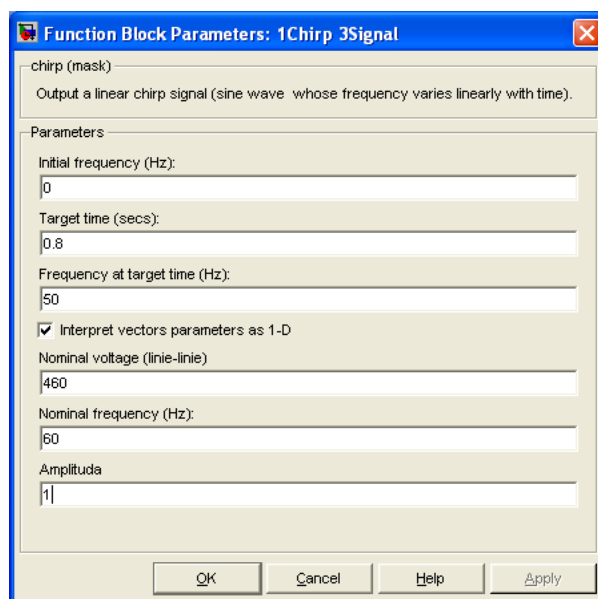 Function Block Parameters: 1Chirp 3Signal
chirp (mask)
Output a linear chirp signal (sine wave whose frequency varies linearly with time).
Parameters
Initial frequency (Hz):
0
Target time (secs):
0.8
Frequency at target time (Hz):
50
Interpret vectors parameters as 1-D
Nominal voltage (linie-linie)
460
Nominal frequency (Hz):
60
Amplituda
1
OK Cancel Help Apply